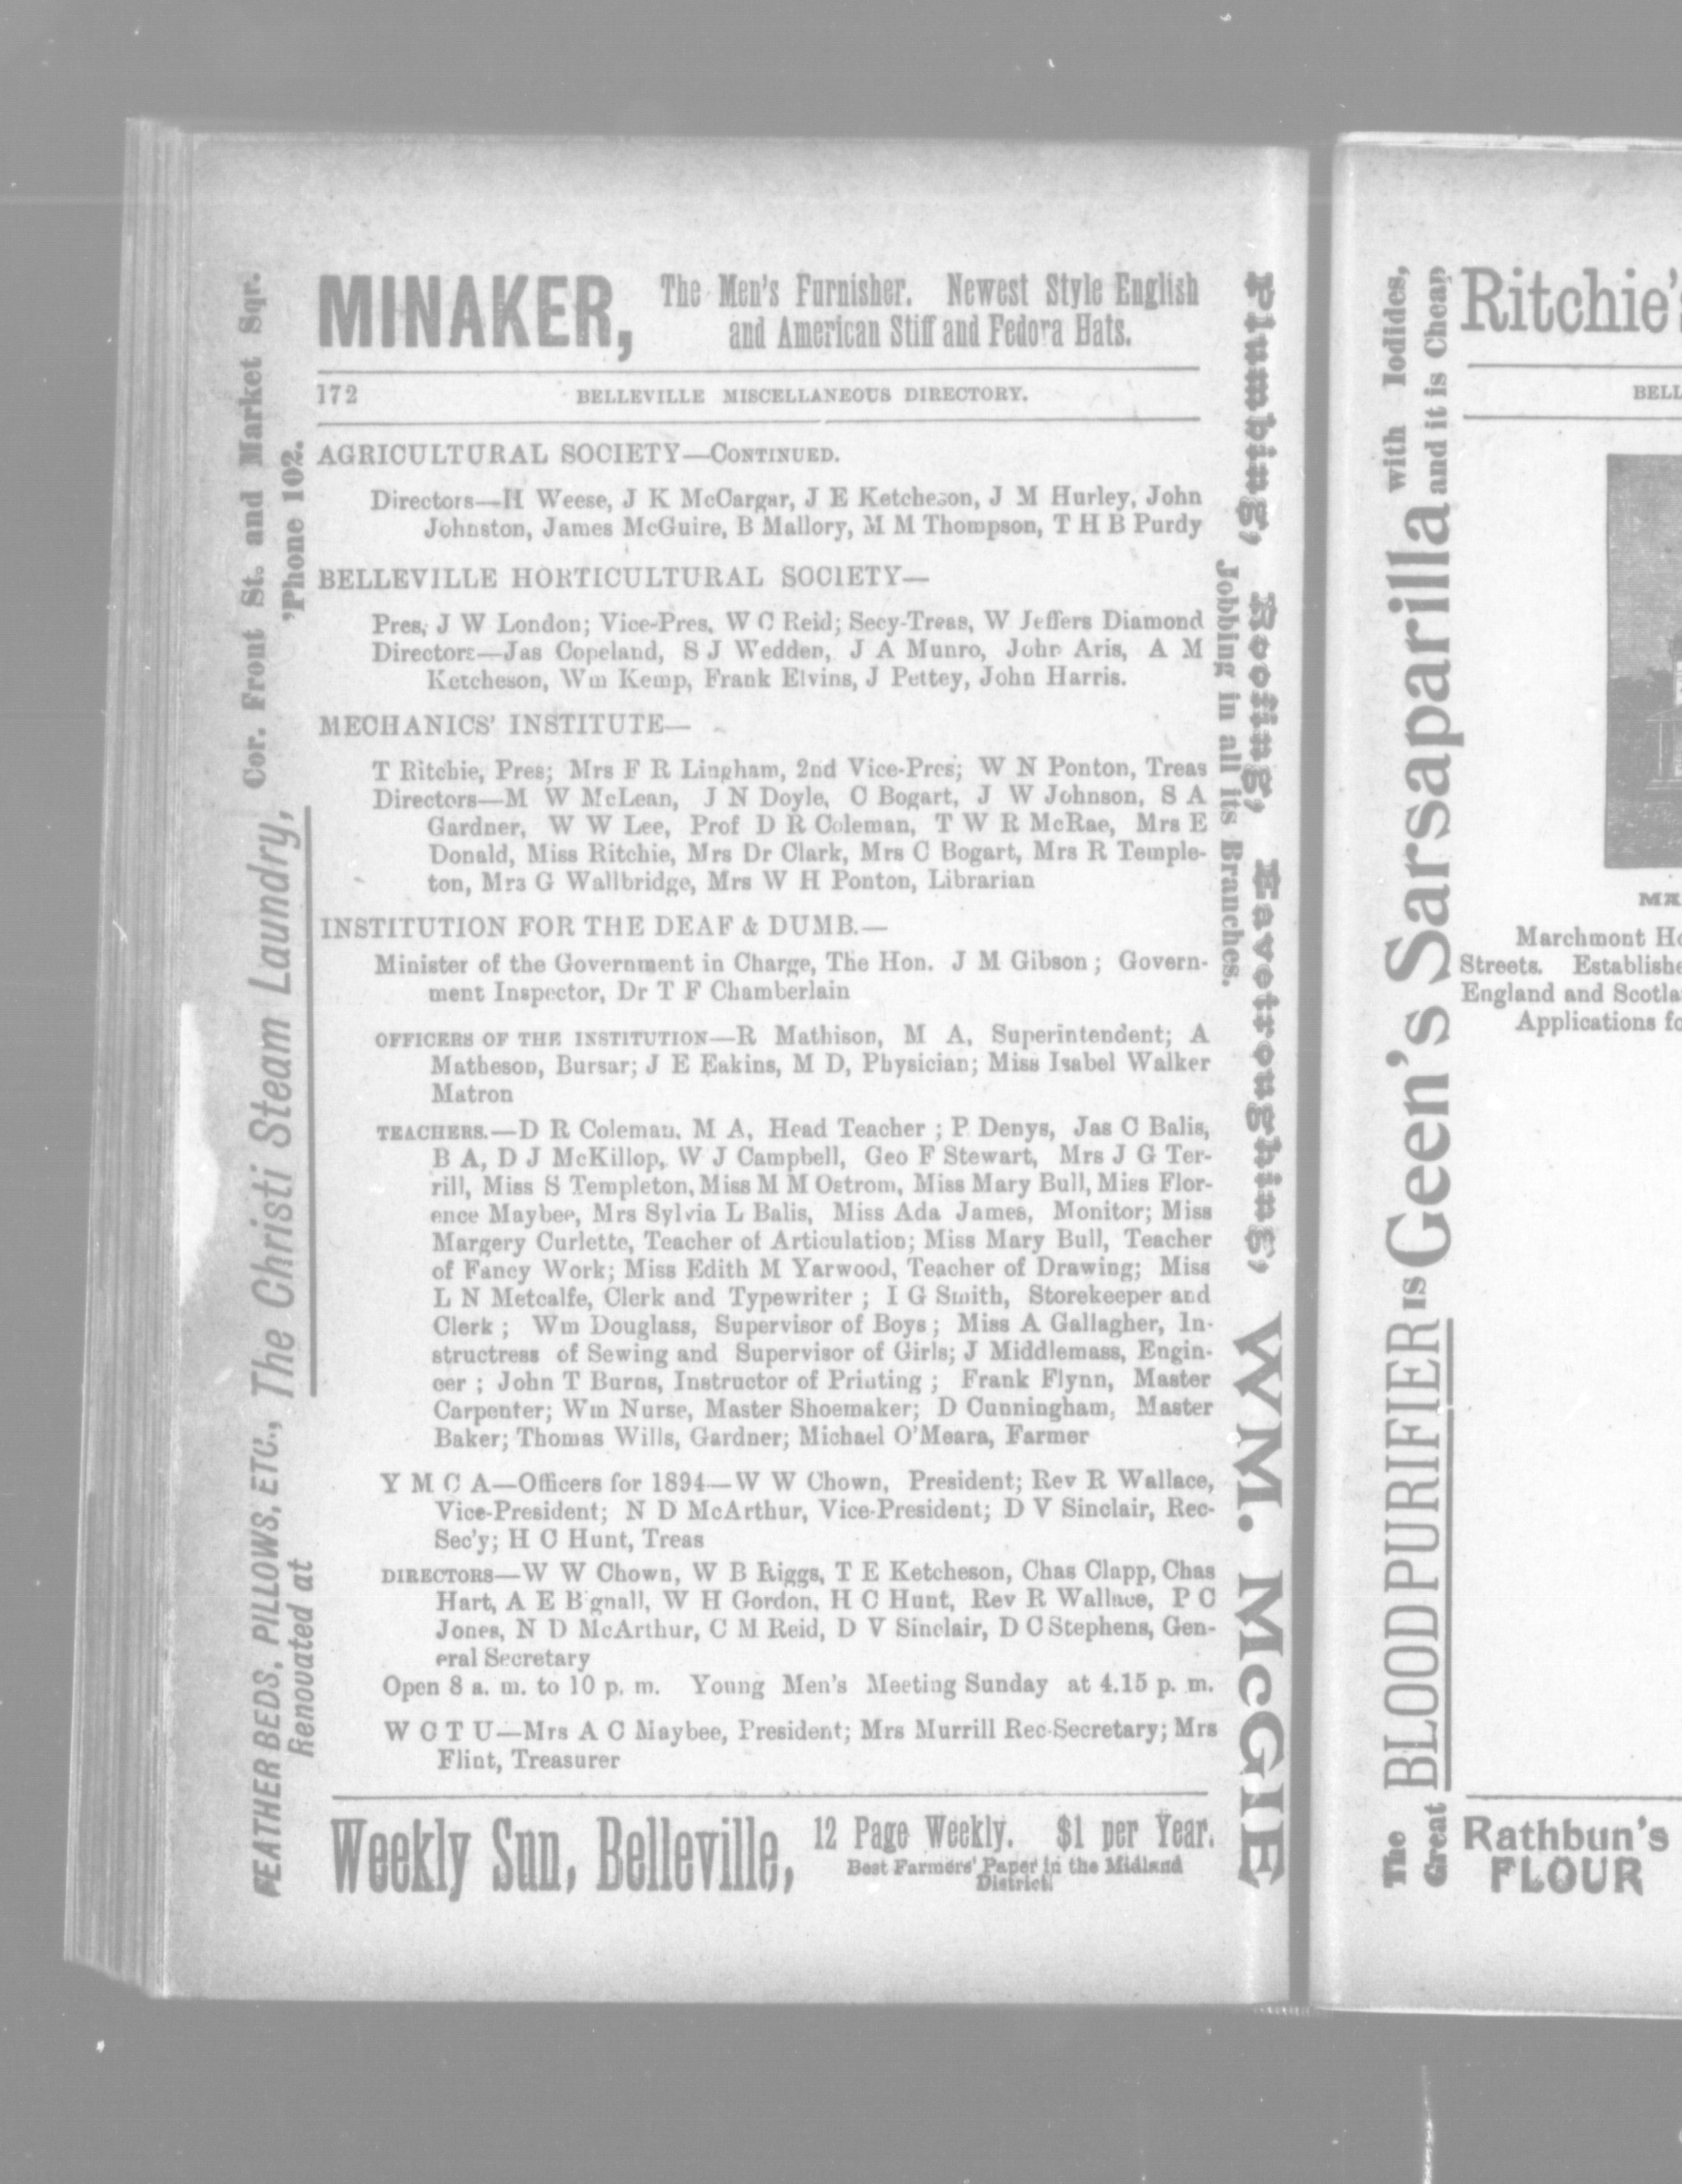 MINAKER, The Men's Furnisher. Newest Style English
and American Stiff and Fedora Hats.
172 BELLEVILLE MISCELLANEOUS DIRECTORY.
AGRICULTURAL SOCIETY—CONTINUED.
Directors—H Weese, J K McCargar, J E Ketcheson, J M Hurley, John
Johnston, James McGuire, B Mallory, M M Thompson, T H B Purdy
BELLEVILLE HORTICULTURAL SOCIETY—
Pres, J W London; Vice-Pres, W C Reid; Secy-Treas, W Jeffers Diamond
Directors—Jas Copeland, S J Wedden, J A Munro, John Aris, A M
Ketcheson, Wm Kemp, Frank Elvins, J Pettey, John Harris.
MECHANICS' INSTITUTE—
T Ritchie, Pres; Mrs F R Lingham, 2nd Vice-Pres; W N Ponton, Treas
Directors—M W McLean, J N Doyle, C Bogart, J W Johnson, S A
Gardner, W W Lee, Prof D R Coleman, T W R McRae, Mrs E
Donald, Miss Ritchie, Mrs Dr Clark, Mrs C Bogart, Mrs R Temple-
ton, Mrs G Wallbridge, Mrs W H Ponton, Librarian
INSTITUTION FOR THE DEAF & DUMB.—
Minister of the Government in Charge, The Hon. J M Gibson; Govern-
ment Inspector, Dr T F Chamberlain
OFFICERS OF THE INSTITUTION—R Mathison, M A, Superintendent; A
Matheson, Bursar; J E Eakins, M D, Physician; Miss Isabel Walker
Matron
TEACHERS.—D R Coleman, M A, Head Teacher; P Denys, Jas C Balis,
B A, D J McKillop, W J Campbell, Geo F Stewart, Mrs J G Ter-
rill, Miss S Templeton, Miss M M Ostrom, Miss Mary Bull, Miss Flor-
ence Maybee, Mrs Sylvia L Balis, Miss Ada James, Monitor; Miss
Margery Curlette, Teacher of Articulation; Miss Mary Bull, Teacher
of Fancy Work; Miss Edith M Yarwood, Teacher of Drawing; Miss
L N Metcalfe, Clerk and Typewriter; I G Smith, Storekeeper and
Clerk; Wm Douglass, Supervisor of Boys; Miss A Gallagher, In-
structress of Sewing and Supervisor of Girls; J Middlemass, Engin-
eer; John T Burns, Instructor of Printing; Frank Flynn, Master
Carpenter; Wm Nurse, Master Shoemaker; D Cunningham, Master
Baker; Thomas Wills, Gardner; Michael O'Meara, Farmer
Y M C A—Officers for 1894—W W Chown, President; Rev R Wallace,
Vice-President; N D McArthur, Vice-President; D V Sinclair, Rec-
Sec'y; H C Hunt, Treas
DIRECTORS—W W Chown, W B Riggs, T E Ketcheson, Chas Clapp, Chas
Hart, A E B gnall, W H Gordon, H C Hunt, Rev R Wallace, P C
Jones, N D McArthur, C M Reid, D V Sinclair, D C Stephens, Gen-
eral Secretary
Open 8 a. m. to 10 p. m. Young Men's Meeting Sunday at 4.15 p. m.
W C T U—Mrs A C Maybee, President; Mrs Murrill Rec-Secretary; Mrs
Flint, Treasurer
Weekly Sun, Belleville, 12 Page Weekly. $1 per Year.
Best Farmers' Paper in the Midland
District.
FEATHER BEDS, PILLOWS, ETC., The Christi Steam Laundry, Cor. Front St. and Market Sqr.
Renovated at 'Phone 102.
Plumbing, Roofing, Eavetroughing, WM. McGIE
Jobbing in all its Branches.
The BLOOD PURIFIER IS Geen's Sarsaparilla with Iodides,
Great and it is Cheap
Ritchie's
BELL
MA
Marchmont Ho
Streets. Establishe
England and Scotla
Applications fo
Rathbun's
FLOUR